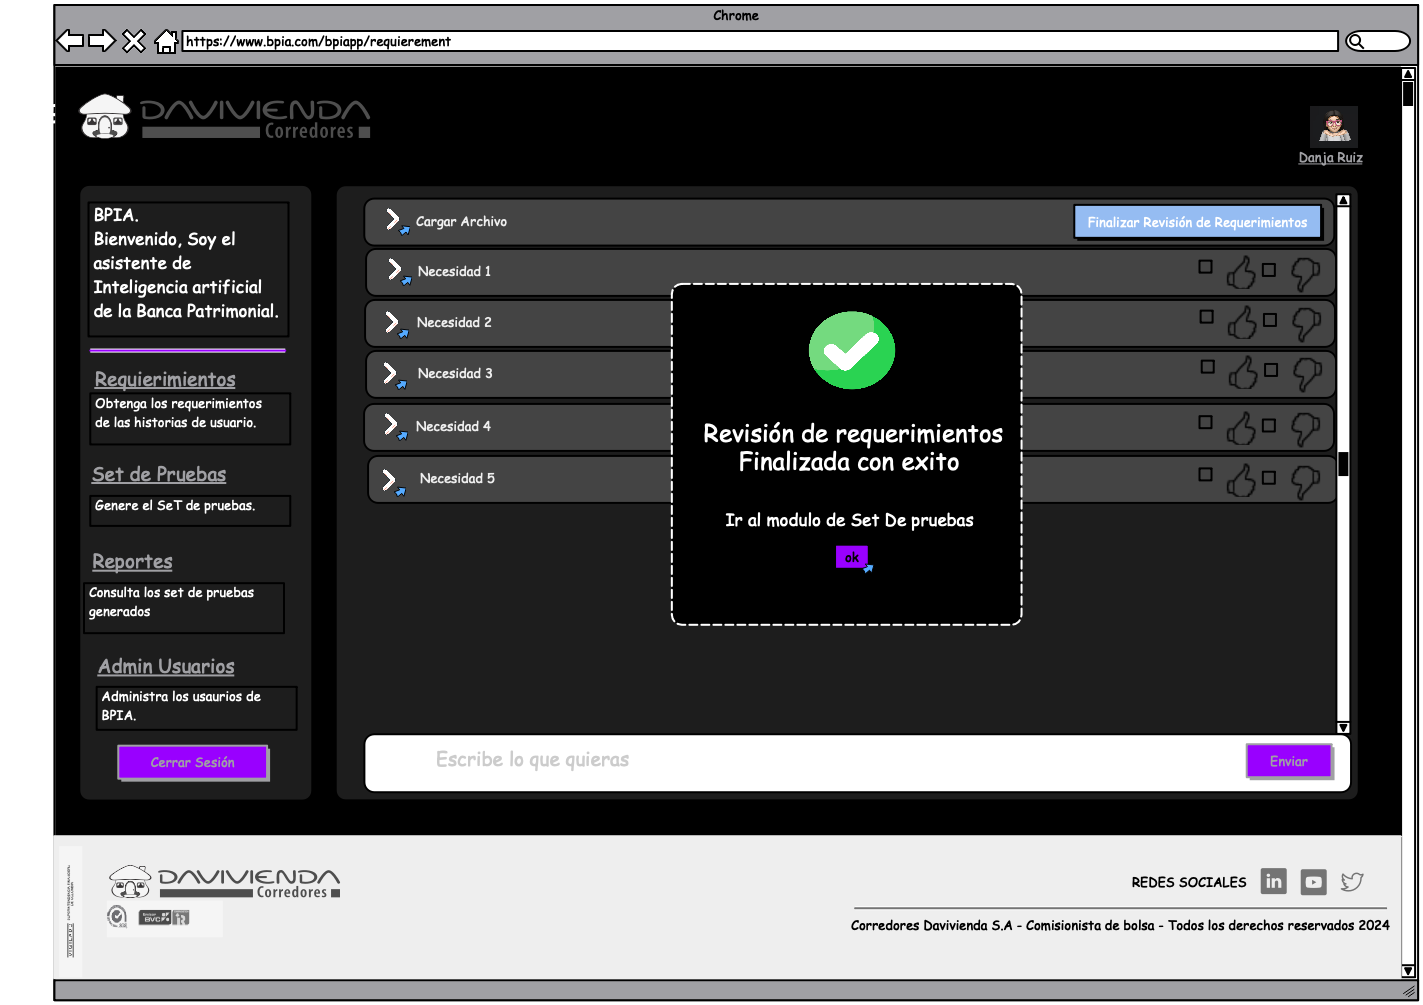 Chrome
https://www.bpia.com/bpiapp/requierement
DAVIVIENDA
Corredores
Danja Ruiz
BPIA.
Bienvenido, Soy el
asistente de
Inteligencia artificial
de la Banca Patrimonial.
Requierimientos
Obtenga los requerimientos
de las historias de usuario.
Set de Pruebas
Genere el SeT de pruebas.
Reportes
Consulta los set de pruebas
generados
Admin Usuarios
Administra los usaurios de
BPIA.
Cerrar Sesión
Cargar Archivo
Finalizar Revisión de Requerimientos
Necesidad 1
Necesidad 2
Necesidad 3
Necesidad 4
Necesidad 5
Revisión de requerimientos
Finalizada con exito
Ir al modulo de Set De pruebas
ok
Escribe lo que quieras
Enviar
VIGILADO
DAVIVIENDA
Corredores
BVC
IR
REDES SOCIALES
in
Corredores Davivienda S.A - Comisionista de bolsa - Todos los derechos reservados 2024